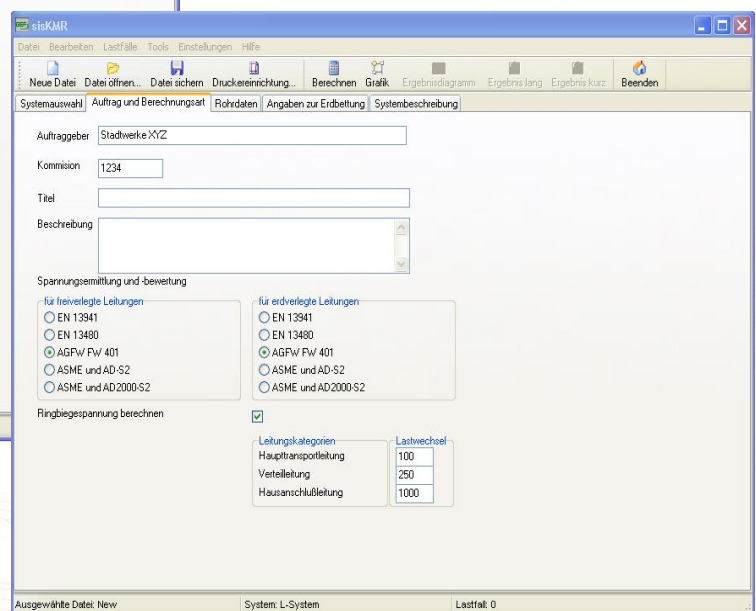 sisKMR
Datei Bearbeiten Lastfälle Tools Einstellungen Hilfe
Neue Datei Datei öffnen... Datei sichern Druckereinrichtung... Berechnen Grafik Ergebnisdiagramm Ergebnis lang Ergebnis kurz Beenden
Systemauswahl Auftrag und Berechnungsart Rohrdaten Angaben zur Erdbettung Systembeschreibung
Auftraggeber Stadtwerke XYZ
Kommision 1234
Titel
Beschreibung
Spannungsermittlung und -bewertung
für freiverlegte Leitungen für erdverlegte Leitungen
EN 13941 EN 13941
EN 13480 EN 13480
AGFW FW 401 AGFW FW 401
ASME und AD-S2 ASME und AD-S2
ASME und AD2000-S2 ASME und AD2000-S2
Ringbiegespannung berechnen
Leitungskategorien Lastwechsel
Haupttransportleitung 100
Verteilleitung 250
Hausanschlußleitung 1000
Ausgewählte Datei: New System: L-System Lastfall: 0